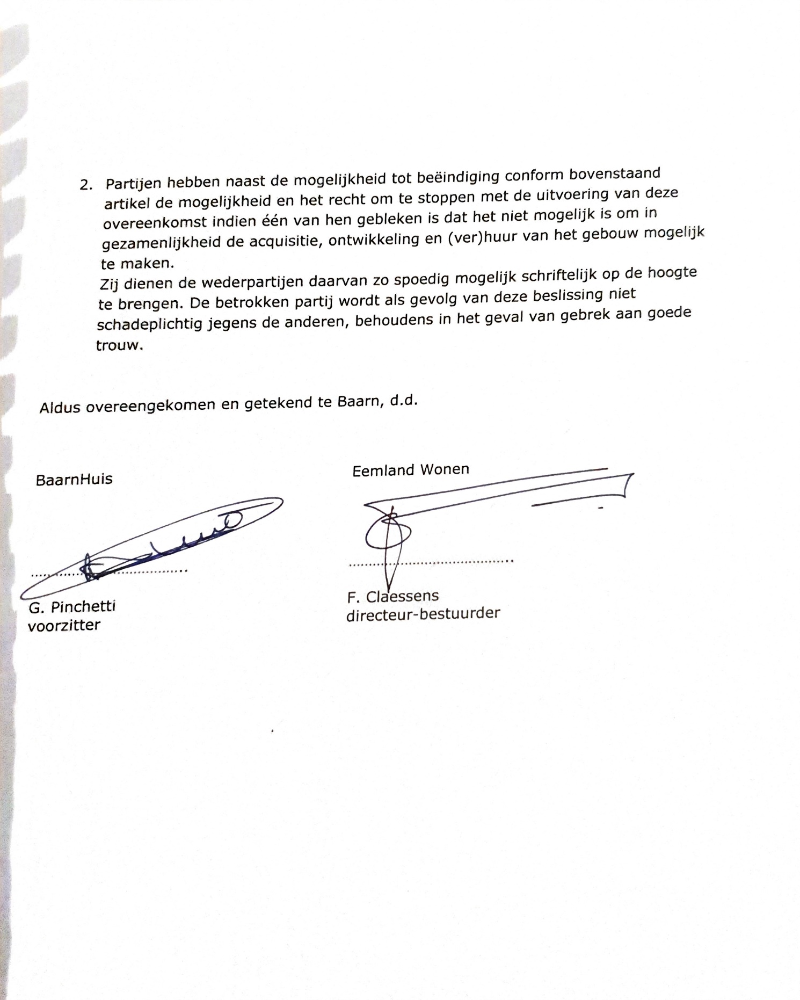 2. Partijen hebben naast de mogelijkheid tot beëindiging conform bovenstaand
artikel de mogelijkheid en het recht om te stoppen met de uitvoering van deze
overeenkomst indien één van hen gebleken is dat het niet mogelijk is om in
gezamenlijkheid de acquisitie, ontwikkeling en (ver)huur van het gebouw mogelijk
te maken.
Zij dienen de wederpartijen daarvan zo spoedig mogelijk schriftelijk op de hoogte
te brengen. De betrokken partij wordt als gevolg van deze beslissing niet
schadeplichtig jegens de anderen, behoudens in het geval van gebrek aan goede
trouw.
Aldus overeengekomen en getekend te Baarn, d.d.
BaarnHuis
Eemland Wonen
G. Pinchetti
voorzitter
F. Claessens
directeur-bestuurder